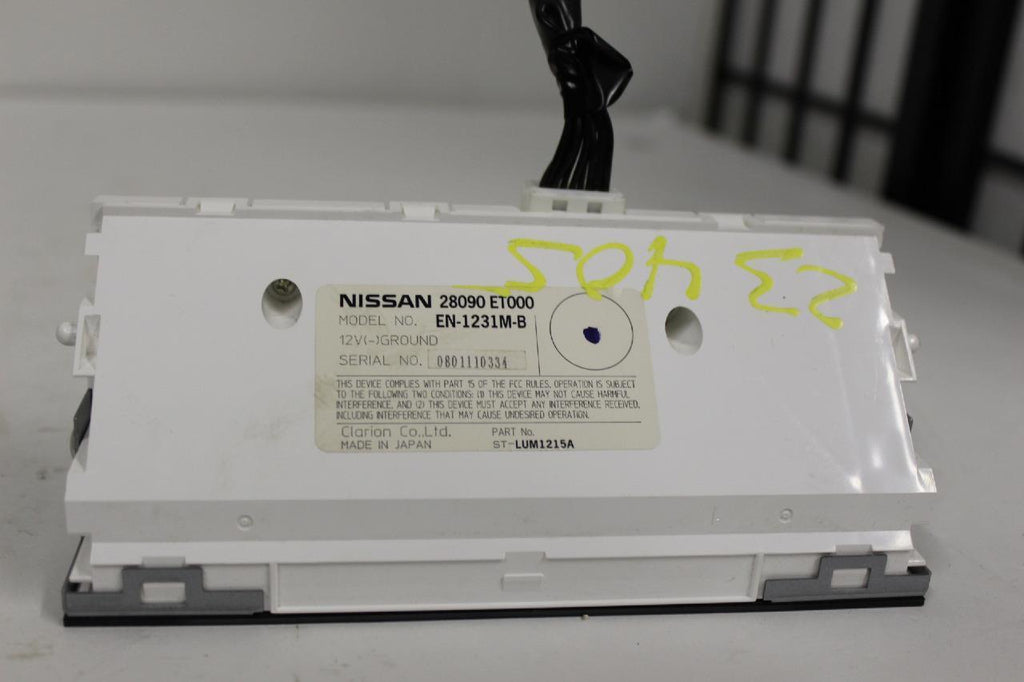 23 405
NISSAN 28090 ET000
MODEL NO. EN-1231M-B
12V(-)GROUND
SERIAL NO. 0801110334
THIS DEVICE COMPLIES WITH PART 15 OF THE FCC RULES. OPERATION IS SUBJECT
TO THE FOLLOWING TWO CONDITIONS: (1) THIS DEVICE MAY NOT CAUSE HARMFUL
INTERFERENCE, AND (2) THIS DEVICE MUST ACCEPT ANY INTERFERENCE RECEIVED,
INCLUDING INTERFERENCE THAT MAY CAUSE UNDESIRED OPERATION.
Clarion Co.,Ltd. PART No.
MADE IN JAPAN ST-LUM1215A